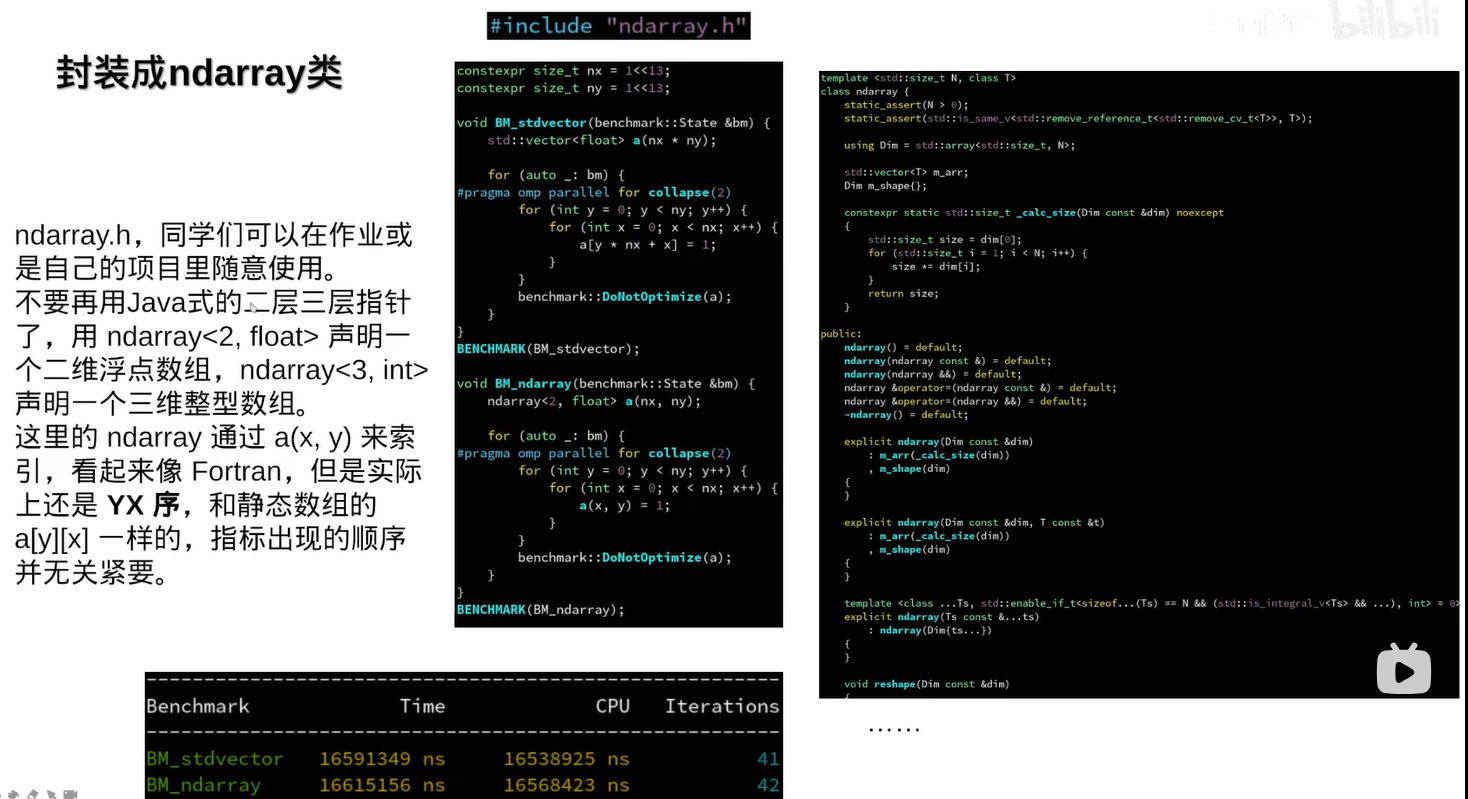 #include "ndarray.h"
bilibili
封装成ndarray类
ndarray.h，同学们可以在作业或
是自己的项目里随意使用。
不要再用Java式的二层三层指针
了，用 ndarray<2, float> 声明一
个二维浮点数组，ndarray<3, int>
声明一个三维整型数组。
这里的 ndarray 通过 a(x, y) 来索
引，看起来像 Fortran，但是实际
上还是 YX 序，和静态数组的
a[y][x] 一样的，指标出现的顺序
并无关紧要。
constexpr size_t nx = 1<<13;
constexpr size_t ny = 1<<13;
void BM_stdvector(benchmark::State &bm) {
std::vector<float> a(nx * ny);
for (auto _: bm) {
#pragma omp parallel for collapse(2)
for (int y = 0; y < ny; y++) {
for (int x = 0; x < nx; x++) {
a[y * nx + x] = 1;
}
}
benchmark::DoNotOptimize(a);
}
}
BENCHMARK(BM_stdvector);
void BM_ndarray(benchmark::State &bm) {
ndarray<2, float> a(nx, ny);
for (auto _: bm) {
#pragma omp parallel for collapse(2)
for (int y = 0; y < ny; y++) {
for (int x = 0; x < nx; x++) {
a(x, y) = 1;
}
}
benchmark::DoNotOptimize(a);
}
}
BENCHMARK(BM_ndarray);
template <std::size_t N, class T>
class ndarray {
static_assert(N > 0);
static_assert(std::is_same_v<std::remove_reference_t<std::remove_cv_t<T>>, T>);
using Dim = std::array<std::size_t, N>;
std::vector<T> m_arr;
Dim m_shape{};
constexpr static std::size_t _calc_size(Dim const &dim) noexcept
{
std::size_t size = dim[0];
for (std::size_t i = 1; i < N; i++) {
size *= dim[i];
}
return size;
}
public:
ndarray() = default;
ndarray(ndarray const &) = default;
ndarray(ndarray &&) = default;
ndarray &operator=(ndarray const &) = default;
ndarray &operator=(ndarray &&) = default;
~ndarray() = default;
explicit ndarray(Dim const &dim)
: m_arr(_calc_size(dim))
, m_shape(dim)
{
}
explicit ndarray(Dim const &dim, T const &t)
: m_arr(_calc_size(dim))
, m_shape(dim)
{
}
template <class ...Ts, std::enable_if_t<sizeof...(Ts) == N && (std::is_integral_v<Ts> && ...), int> = 0>
explicit ndarray(Ts const &...ts)
: ndarray(Dim{ts...})
{
}
void reshape(Dim const &dim)
{
......
Benchmark Time CPU Iterations
BM_stdvector 16591349 ns 16538925 ns 41
BM_ndarray 16615156 ns 16568423 ns 42